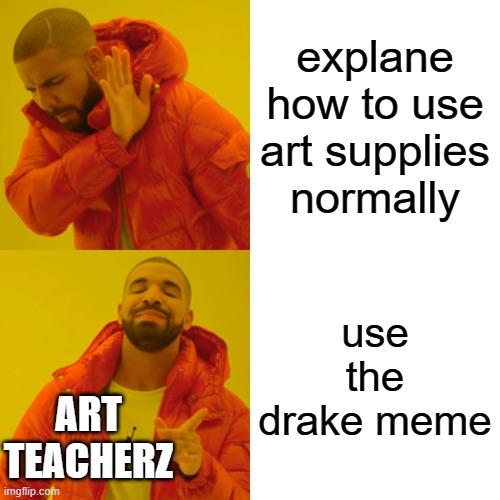 explane
how to use
art supplies
normally
use
the
drake meme
ART
TEACHERZ
imgflip.com